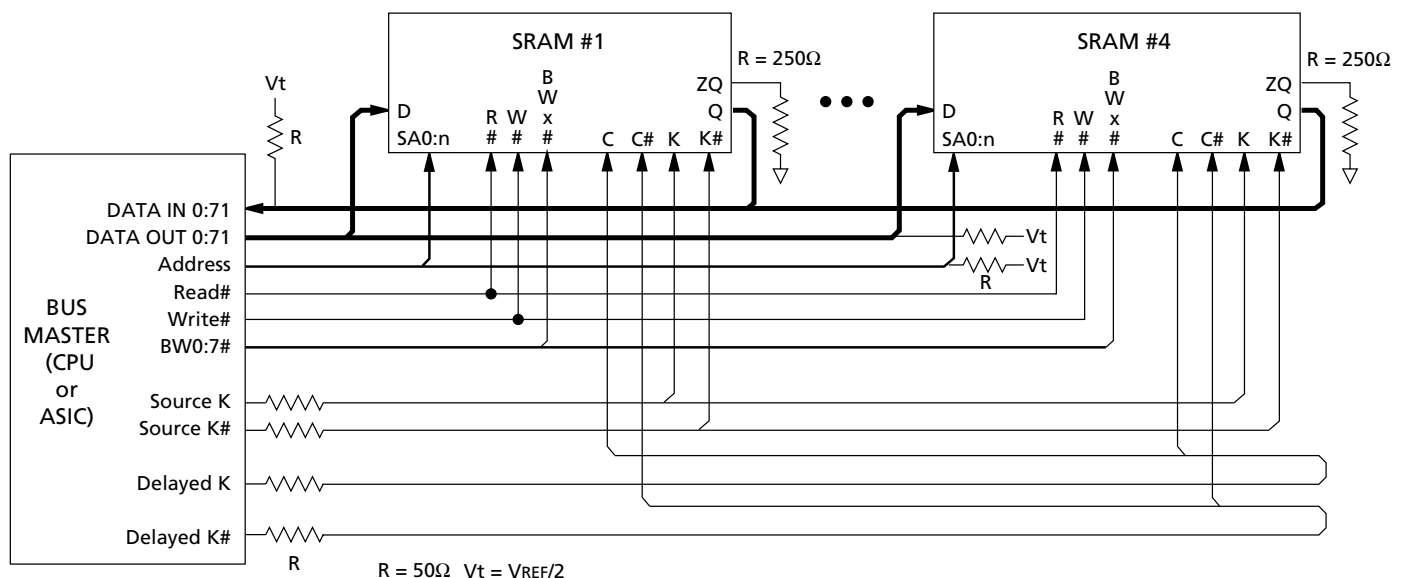 SRAM #1
R = 250Ω
Vt
R
D
SA0:n
R
#
W
#
B
W
x
#
C
C#
K
K#
ZQ
Q
SRAM #4
R = 250Ω
D
SA0:n
R
#
W
#
B
W
x
#
C
C#
K
K#
ZQ
Q
BUS
MASTER
(CPU
or
ASIC)
DATA IN 0:71
DATA OUT 0:71
Address
Read#
Write#
BW0:7#
Source K
Source K#
Delayed K
Delayed K#
Vt
Vt
R
R
R = 50Ω Vt = VREF/2